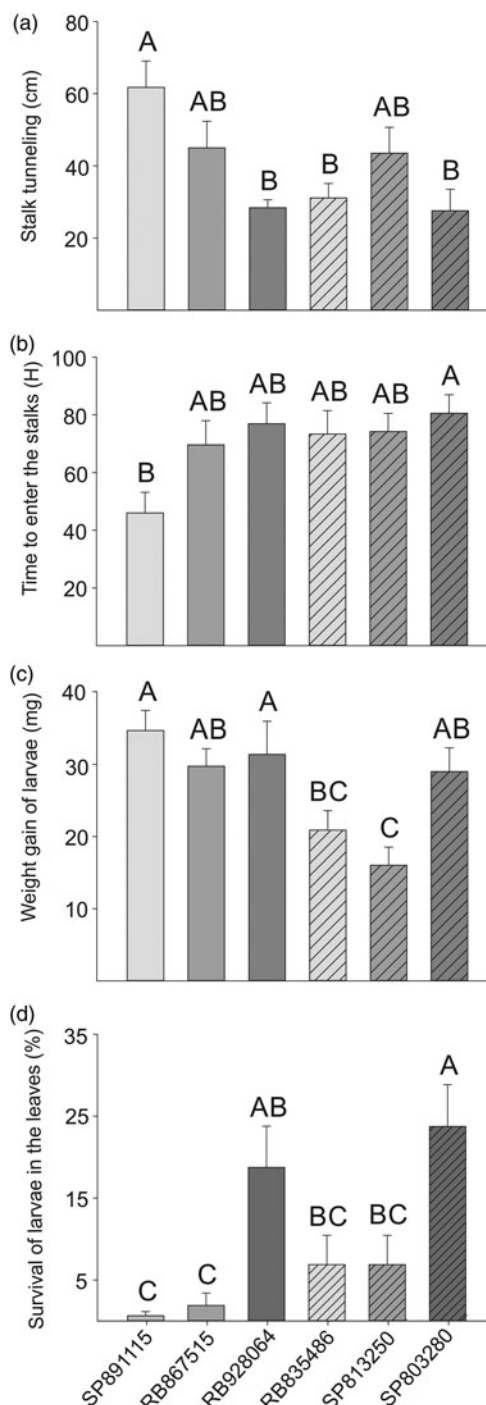 (a)
Stalk tunneling (cm)
80
60
40
20
A
AB
B
B
AB
B
(b)
Time to enter the stalks (H)
100
80
60
40
20
B
AB
AB
AB
AB
A
(c)
Weight gain of larvae (mg)
40
30
20
10
A
AB
A
BC
C
AB
(d)
Survival of larvae in the leaves (%)
35
25
15
5
C
C
AB
BC
BC
A
SP891115
RB867515
RB928064
RB835486
SP813250
SP803280